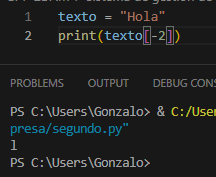 1 texto = "Hola"
2 print(texto[-2])
PROBLEMS OUTPUT DEBUG CONS
PS C:\Users\Gonzalo> & C:/User
presa/segundo.py"
l
PS C:\Users\Gonzalo>